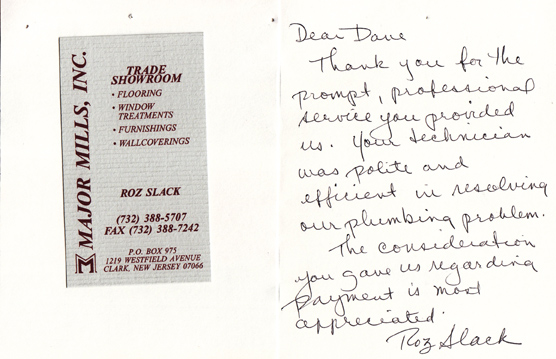 MAJOR MILLS, INC.
TRADE
SHOWROOM
• FLOORING
• WINDOW
TREATMENTS
• FURNISHINGS
• WALLCOVERINGS
ROZ SLACK
(732) 388-5707
FAX (732) 388-7242
P.O. BOX 975
1219 WESTFIELD AVENUE
CLARK, NEW JERSEY 07066
Dear Dave
Thank you for the
prompt, professional
service you provided
us. Your technician
was polite and
efficient in resolving
our plumbing problem.
The consideration
you gave us regarding
payment is most
appreciated.
Roz Slack